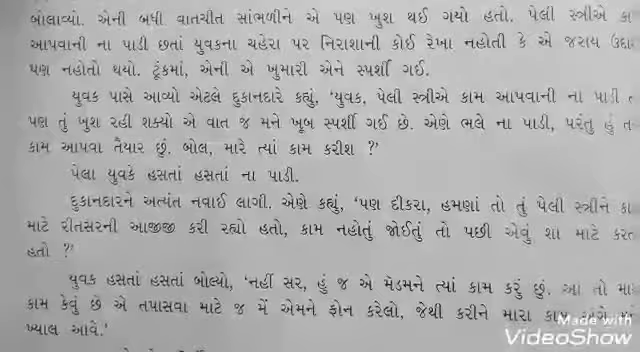 બોલાવ્યો. એની બધી વાતચીત સાંભળીને એ પણ ખુશ થઈ ગયો હતો. પેલી સ્ત્રીએ કા
આપવાની ના પાડી છતાં યુવકના ચહેરા પર નિરાશાની કોઈ રેખા નહોતી કે એ જરાય ઉદા
પણ નહોતો થયો. ટૂંકમાં, એની એ ખુમારી એને સ્પર્શી ગઈ.
યુવક પાસે આવ્યો એટલે દુકાનદારે કહ્યું, 'યુવક, પેલી સ્ત્રીએ કામ આપવાની ના પાડી
પણ તું ખુશ રહી શક્યો એ વાત જ મને ખૂબ સ્પર્શી ગઈ છે. એણે ભલે ના પાડી, પરંતુ હું ત
કામ આપવા તૈયાર છું. બોલ, મારે ત્યાં કામ કરીશ ?'
પેલા યુવકે હસતાં હસતાં ના પાડી.
દુકાનદારને અત્યંત નવાઈ લાગી. એણે કહ્યું, 'પણ દીકરા, હમણાં તો તું પેલી સ્ત્રીને કા
માટે રીતસરની આજીજી કરી રહ્યો હતો, કામ નહોતું જોઈતું તો પછી એવું શા માટે કરત
હતો ?'
યુવક હસતાં હસતાં બોલ્યો, 'નહીં સર, હું જ એ મૅડમને ત્યાં કામ કરું છું. આ તો મા
કામ કેવું છે એ તપાસવા માટે જ મેં એમને ફોન કરેલો, જેથી કરીને મારા કામ
ખ્યાલ આવે.'
Made with
VideoShow